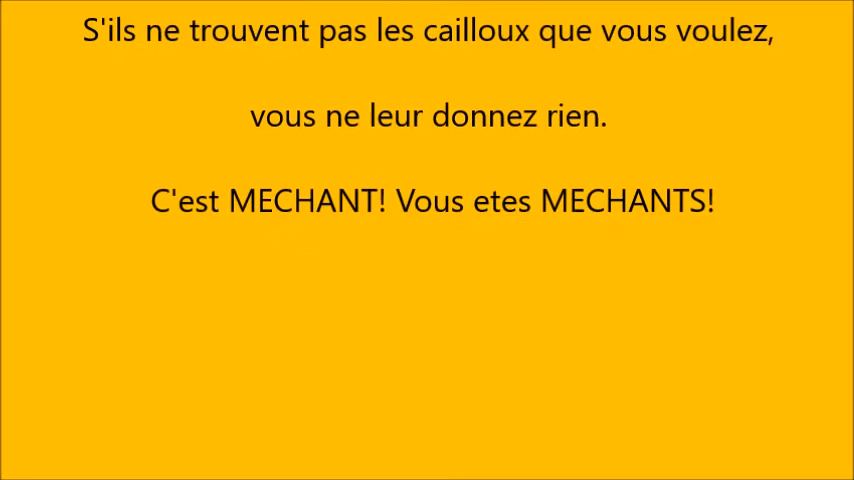 S'ils ne trouvent pas les cailloux que vous voulez,
vous ne leur donnez rien.
C'est MECHANT! Vous etes MECHANTS!